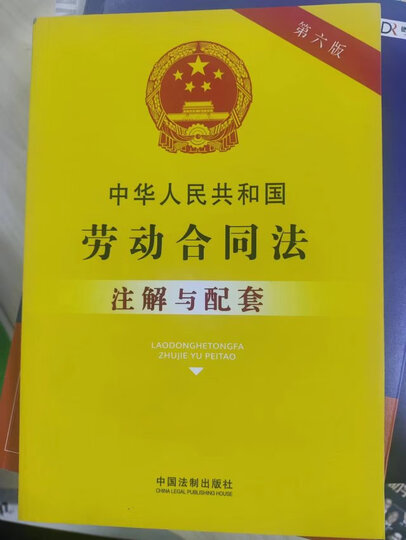 第六版
中华人民共和国
劳动合同法
注解与配套
LAODONGHETONGFA
ZHUJIE YU PEITAO
中国法制出版社
CHINA LEGAL PUBLISHING HOUSE